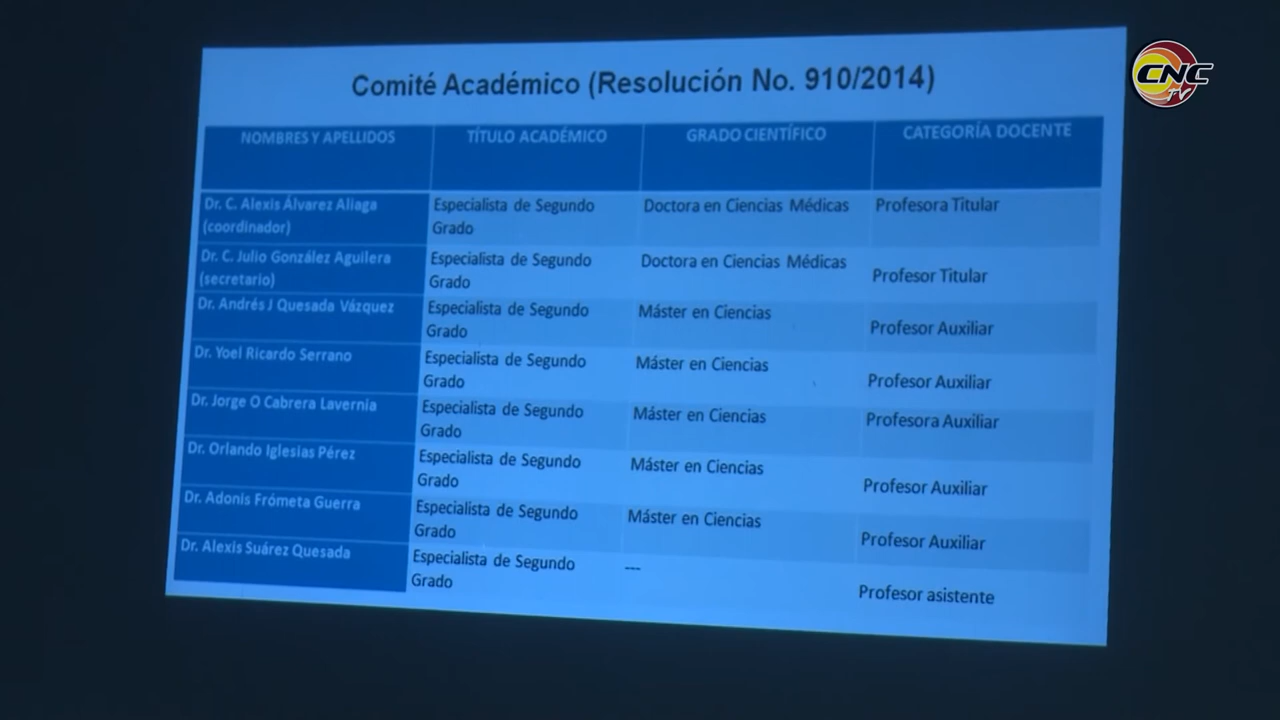 CNC
TV
Comité Académico (Resolución No. 910/2014)
NOMBRES Y APELLIDOS
TÍTULO ACADÉMICO
GRADO CIENTÍFICO
CATEGORÍA DOCENTE
Dr. C. Alexis Álvarez Aliaga
(coordinador)
Especialista de Segundo
Grado
Doctora en Ciencias Médicas
Profesora Titular
Dr. C. Julio González Aguilera
(secretario)
Especialista de Segundo
Grado
Doctora en Ciencias Médicas
Profesor Titular
Dr. Andrés J Quesada Vázquez
Especialista de Segundo
Grado
Máster en Ciencias
Profesor Auxiliar
Dr. Yoel Ricardo Serrano
Especialista de Segundo
Grado
Máster en Ciencias
Profesor Auxiliar
Dr. Jorge O Cabrera Lavernia
Especialista de Segundo
Grado
Máster en Ciencias
Profesora Auxiliar
Dr. Orlando Iglesias Pérez
Especialista de Segundo
Grado
Máster en Ciencias
Profesor Auxiliar
Dr. Adonis Frómeta Guerra
Especialista de Segundo
Grado
Máster en Ciencias
Profesor Auxiliar
Dr. Alexis Suárez Quesada
Especialista de Segundo
Grado
---
Profesor asistente